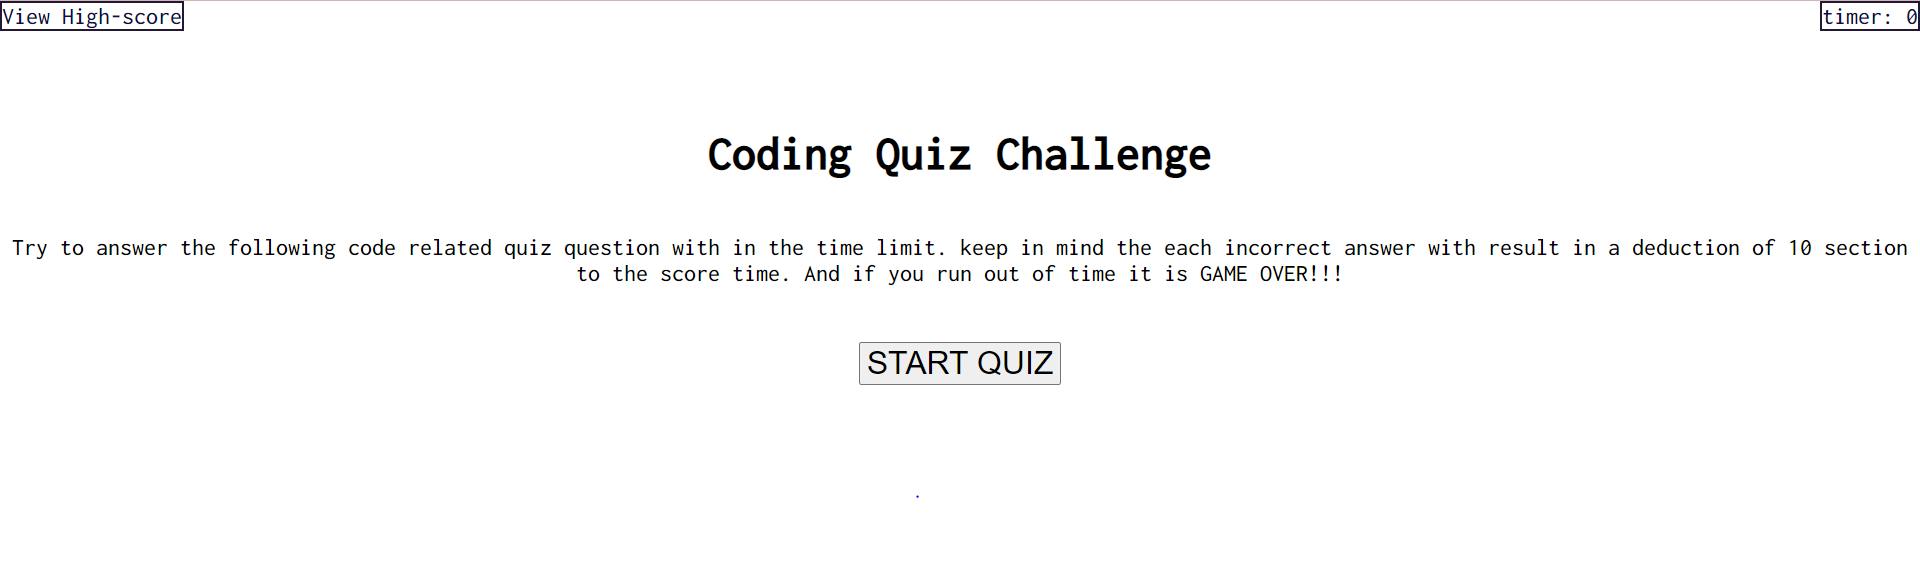 View High-score
timer: 0
Coding Quiz Challenge
Try to answer the following code related quiz question with in the time limit. keep in mind the each incorrect answer with result in a deduction of 10 section
to the score time. And if you run out of time it is GAME OVER!!!
START QUIZ
.